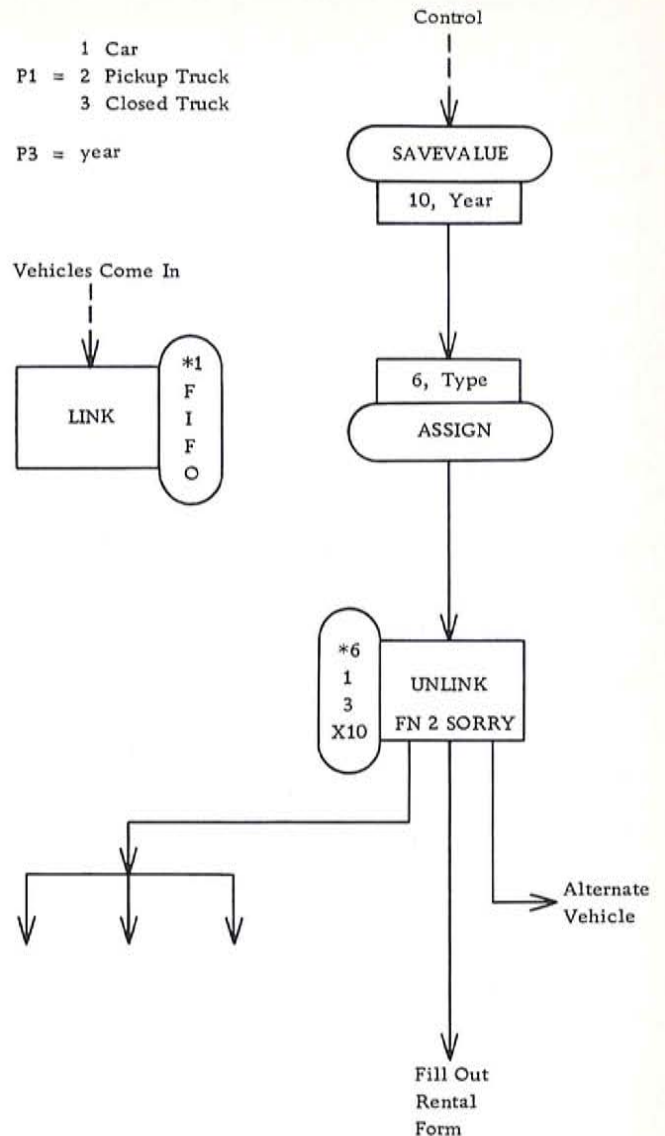 Control
1 Car
P1 = 2 Pickup Truck
3 Closed Truck
P3 = year
SAVEVALUE
10, Year
Vehicles Come In
LINK
*1
F
I
F
O
6, Type
ASSIGN
*6
1
3
X10
UNLINK
FN 2 SORRY
Alternate
Vehicle
Fill Out
Rental
Form